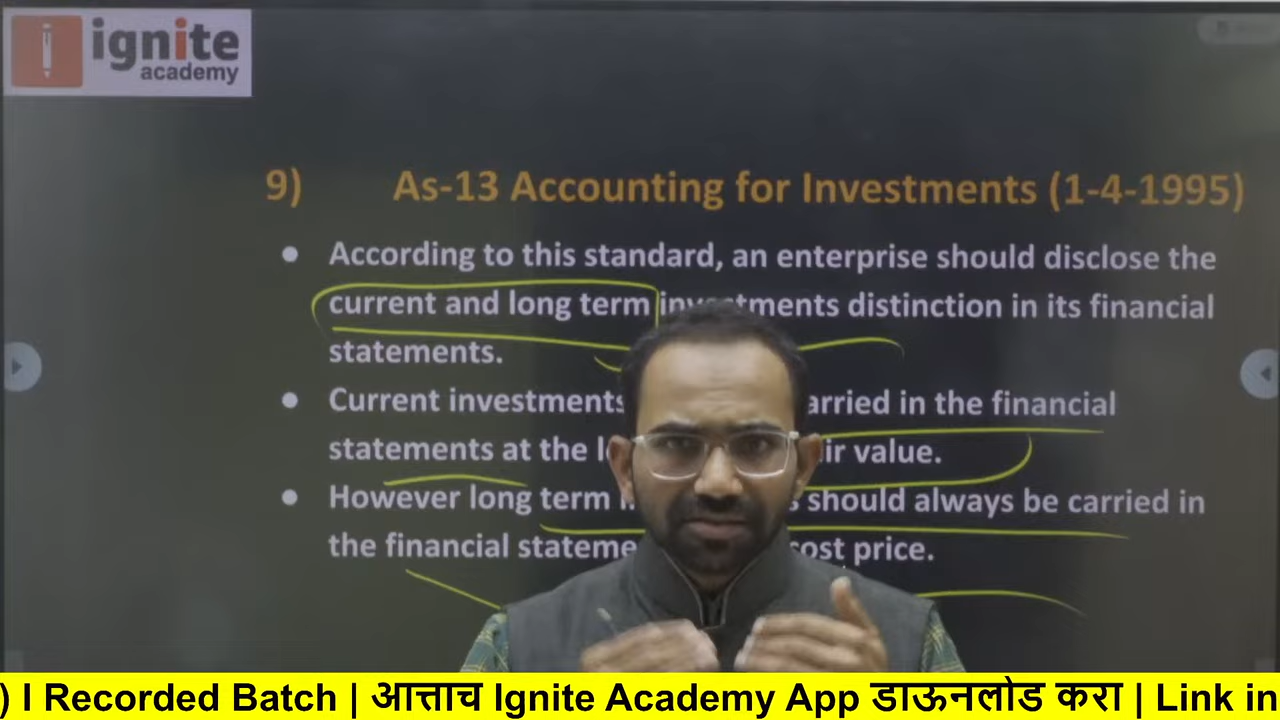 ignite
academy
9) As-13 Accounting for Investments (1-4-1995)
● According to this standard, an enterprise should disclose the
current and long term investments distinction in its financial
statements.
● Current investments arried in the financial
statements at the l ir value.
● However long term should always be carried in
the financial stateme cost price.
) l Recorded Batch | आत्ताच Ignite Academy App डाऊनलोड करा | Link in